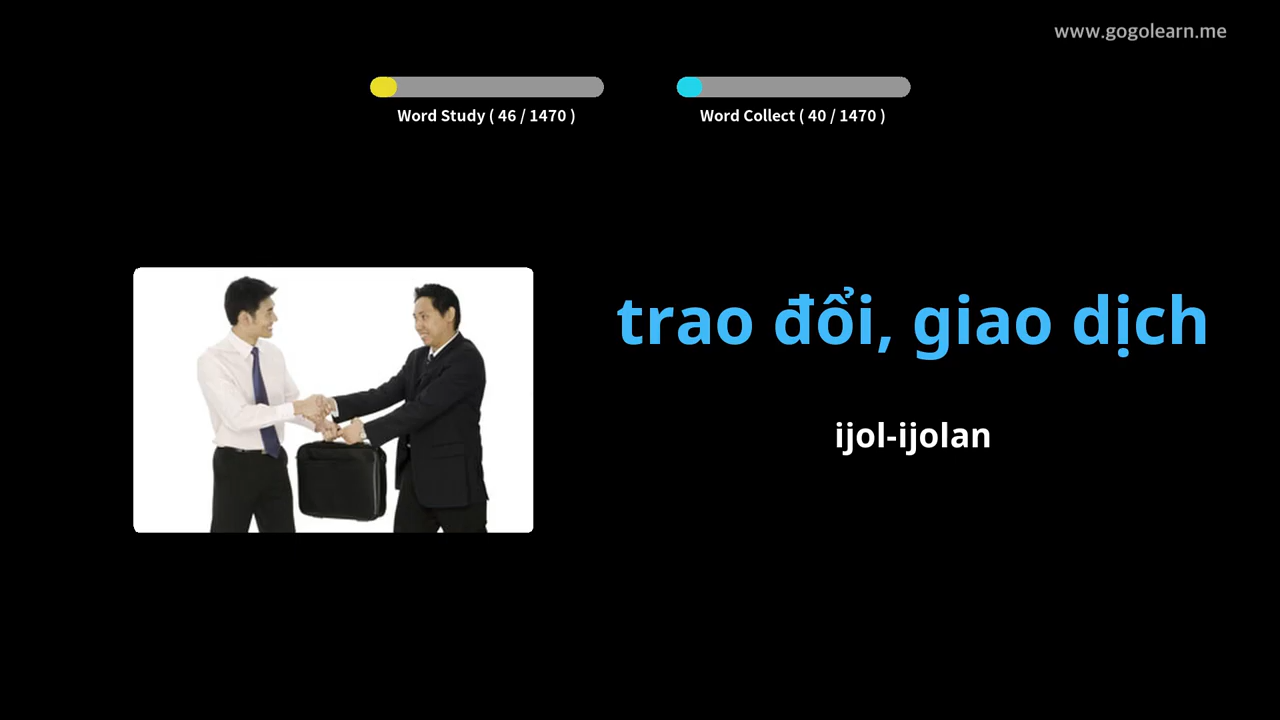 www.gogolearn.me
Word Study ( 46 / 1470 )
Word Collect ( 40 / 1470 )
trao đổi, giao dịch
ijol-ijolan